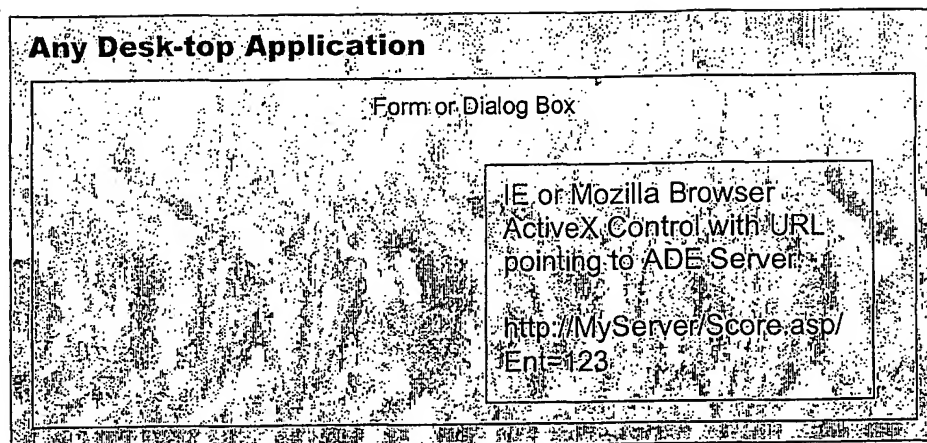 Any Desk-top Application
Form or Dialog Box
IE or Mozilla Browser
ActiveX Control with URL
pointing to ADE Server
http://MyServer/Score.asp/
Ent=123